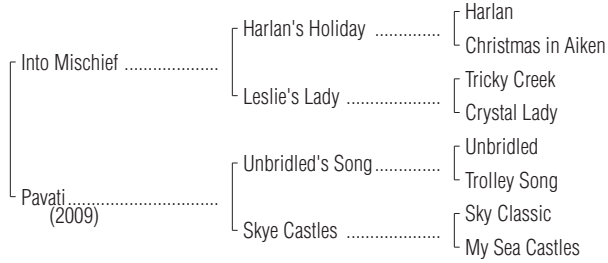 Harlan
Harlan's Holiday ..............
Christmas in Aiken
Into Mischief ....................
Tricky Creek
Leslie's Lady ....................
Crystal Lady
Unbridled
Unbridled's Song..............
Trolley Song
Pavati................................
(2009)
Sky Classic
Skye Castles ....................
My Sea Castles